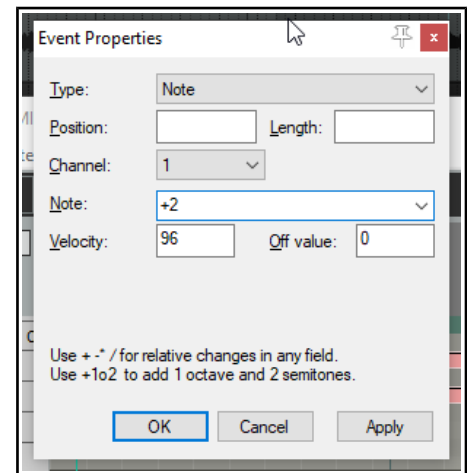 Event Properties
Type: Note
Position: Length:
Channel: 1
Note: +2
Velocity: 96 Off value: 0
Use + -* / for relative changes in any field.
Use +1o2 to add 1 octave and 2 semitones.
OK Cancel Apply